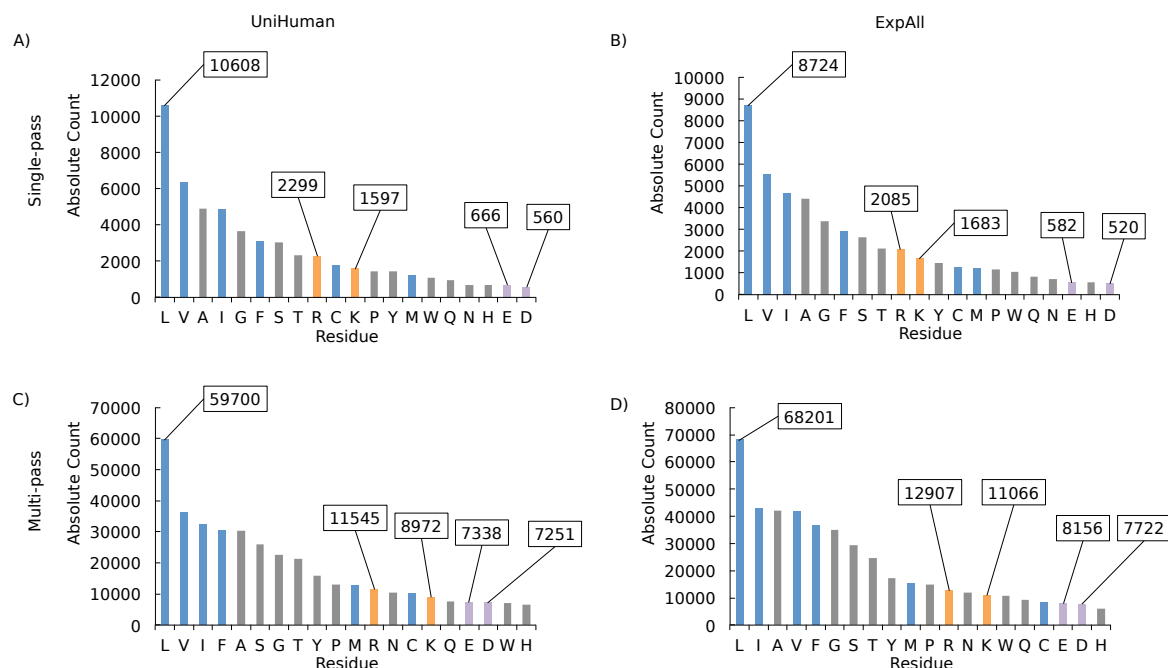 UniHuman
ExpAll
A)
Single-pass
Absolute Count
12000
10000
8000
6000
4000
2000
0
10608
2299
1597
666
560
L V A I G F S T R C K P Y M W Q N H E D
Residue
B)
Absolute Count
10000
9000
8000
7000
6000
5000
4000
3000
2000
1000
0
8724
2085
1683
582
520
L V I A G F S T R K Y C M P W Q N E H D
Residue
C)
Multi-pass
Absolute Count
70000
60000
50000
40000
30000
20000
10000
0
59700
11545
8972
7338
7251
L V I F A S G T Y P M R N C K Q E D W H
Residue
D)
Absolute Count
80000
70000
60000
50000
40000
30000
20000
10000
0
68201
12907
11066
8156
7722
L I A V F G S T Y M P R N K W Q C E D H
Residue